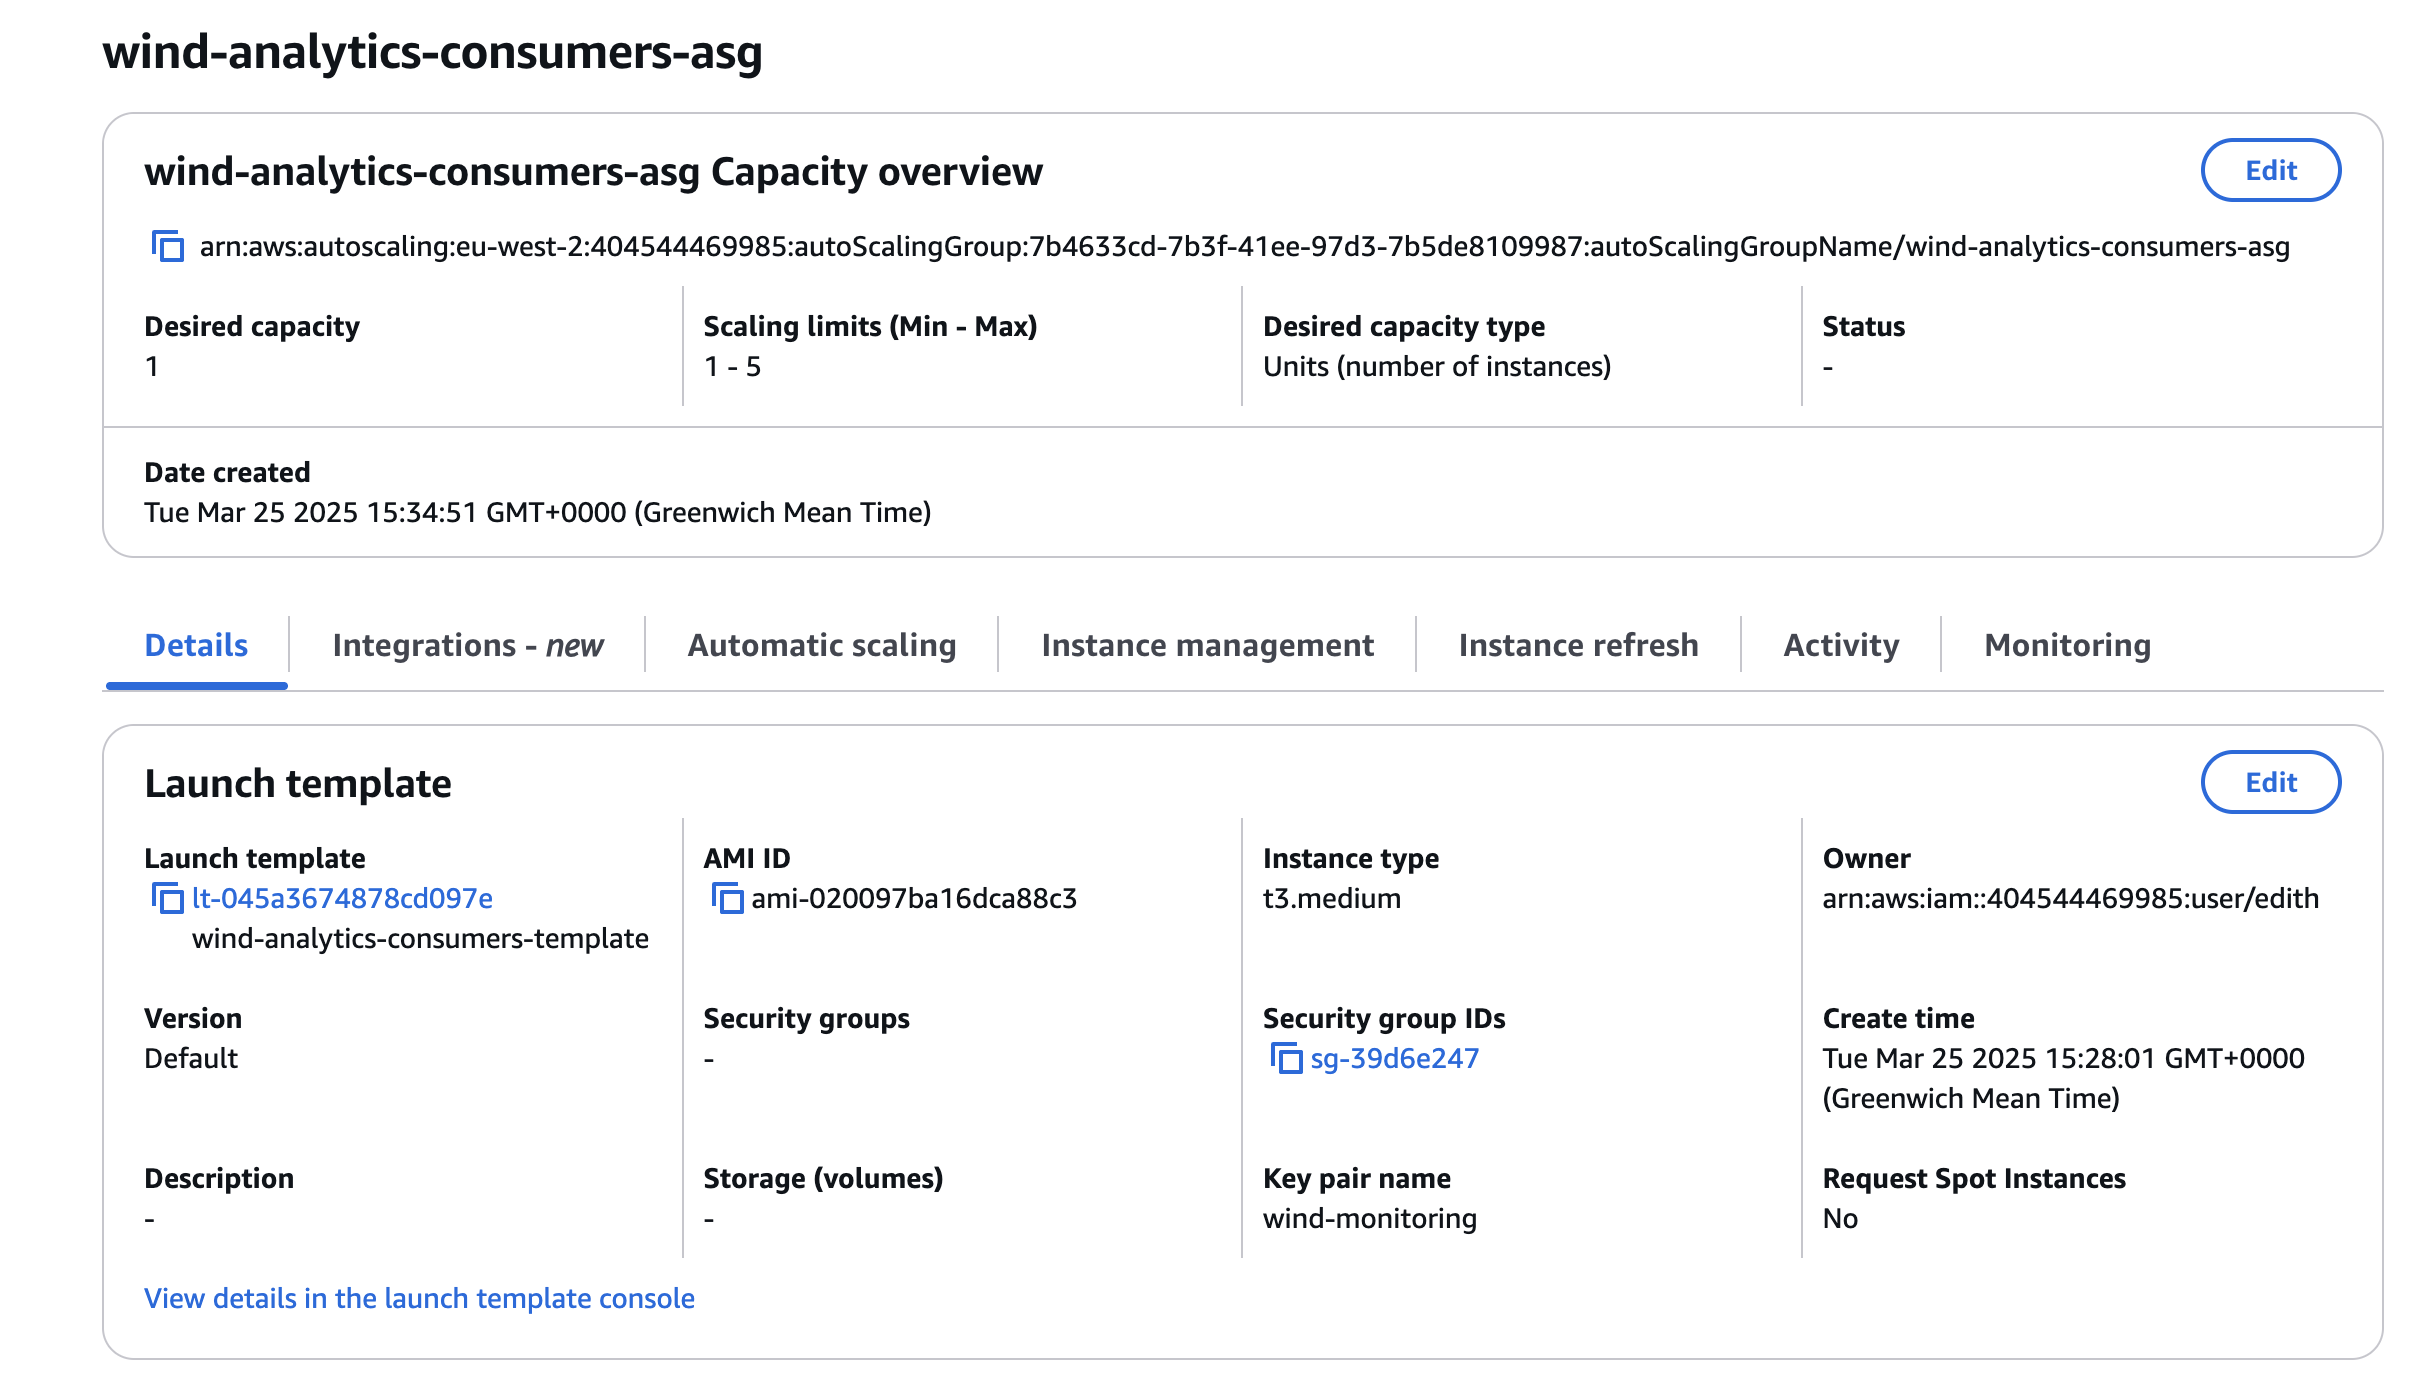 wind-analytics-consumers-asg
wind-analytics-consumers-asg Capacity overview
Edit
arn:aws:autoscaling:eu-west-2:404544469985:autoScalingGroup:7b4633cd-7b3f-41ee-97d3-7b5de8109987:autoScalingGroupName/wind-analytics-consumers-asg
Desired capacity
1
Scaling limits (Min - Max)
1 - 5
Desired capacity type
Units (number of instances)
Status
-
Date created
Tue Mar 25 2025 15:34:51 GMT+0000 (Greenwich Mean Time)
Details
Integrations - new
Automatic scaling
Instance management
Instance refresh
Activity
Monitoring
Launch template
Edit
Launch template
lt-045a3674878cd097e
wind-analytics-consumers-template
AMI ID
ami-020097ba16dca88c3
Instance type
t3.medium
Owner
arn:aws:iam::404544469985:user/edith
Version
Default
Security groups
-
Security group IDs
sg-39d6e247
Create time
Tue Mar 25 2025 15:28:01 GMT+0000
(Greenwich Mean Time)
Description
-
Storage (volumes)
-
Key pair name
wind-monitoring
Request Spot Instances
No
View details in the launch template console